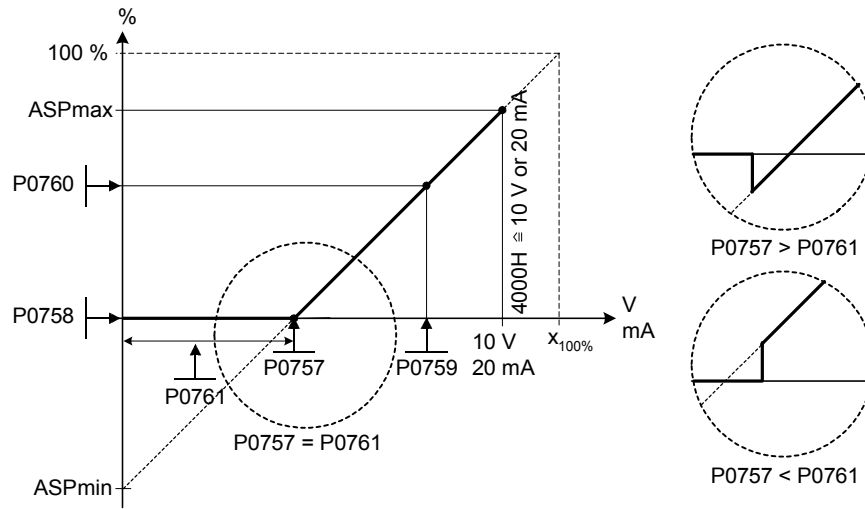 %
100 %
ASPmax
P0760
P0758
ASPmin
4000H ≙ 10 V or 20 mA
V
mA
10 V
20 mA
x100%
P0757
P0759
P0761
P0757 = P0761
P0757 > P0761
P0757 < P0761